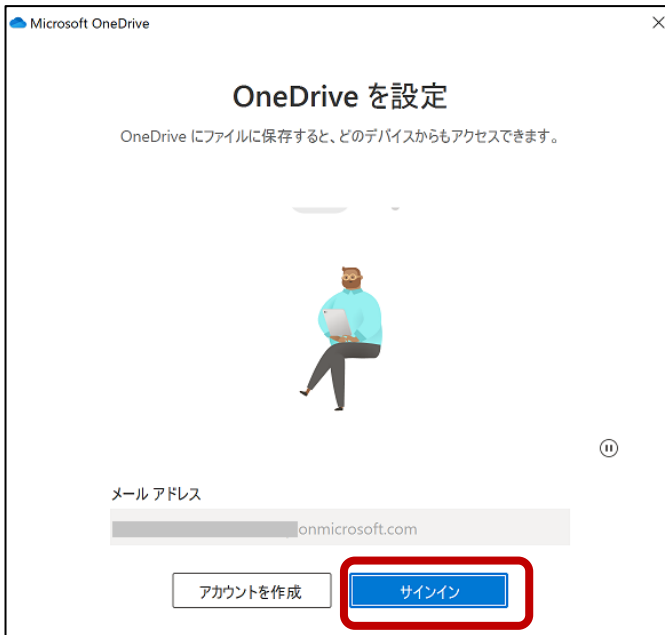 Microsoft OneDrive
OneDrive を設定
OneDrive にファイルに保存すると、どのデバイスからもアクセスできます。
メール アドレス
onmicrosoft.com
アカウントを作成
サインイン